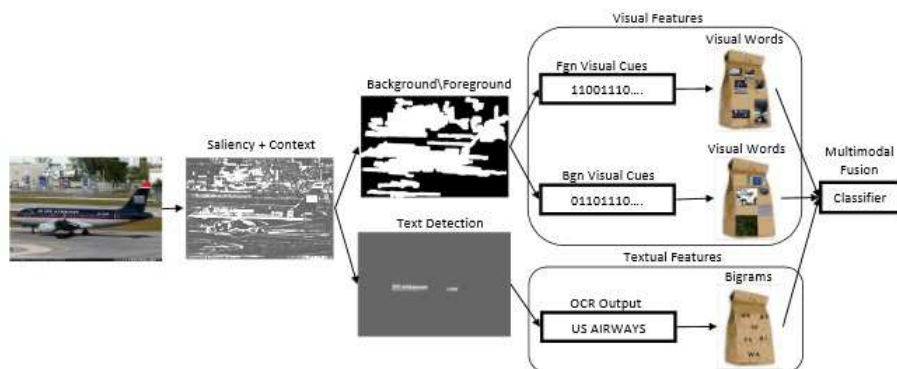 Visual Features
Visual Words
Fgn Visual Cues
11001110....
Background\Foreground
Saliency + Context
Visual Words
Bgn Visual Cues
01101110....
Multimodal
Fusion
Classifier
Text Detection
Textual Features
Bigrams
OCR Output
US AIRWAYS
WA